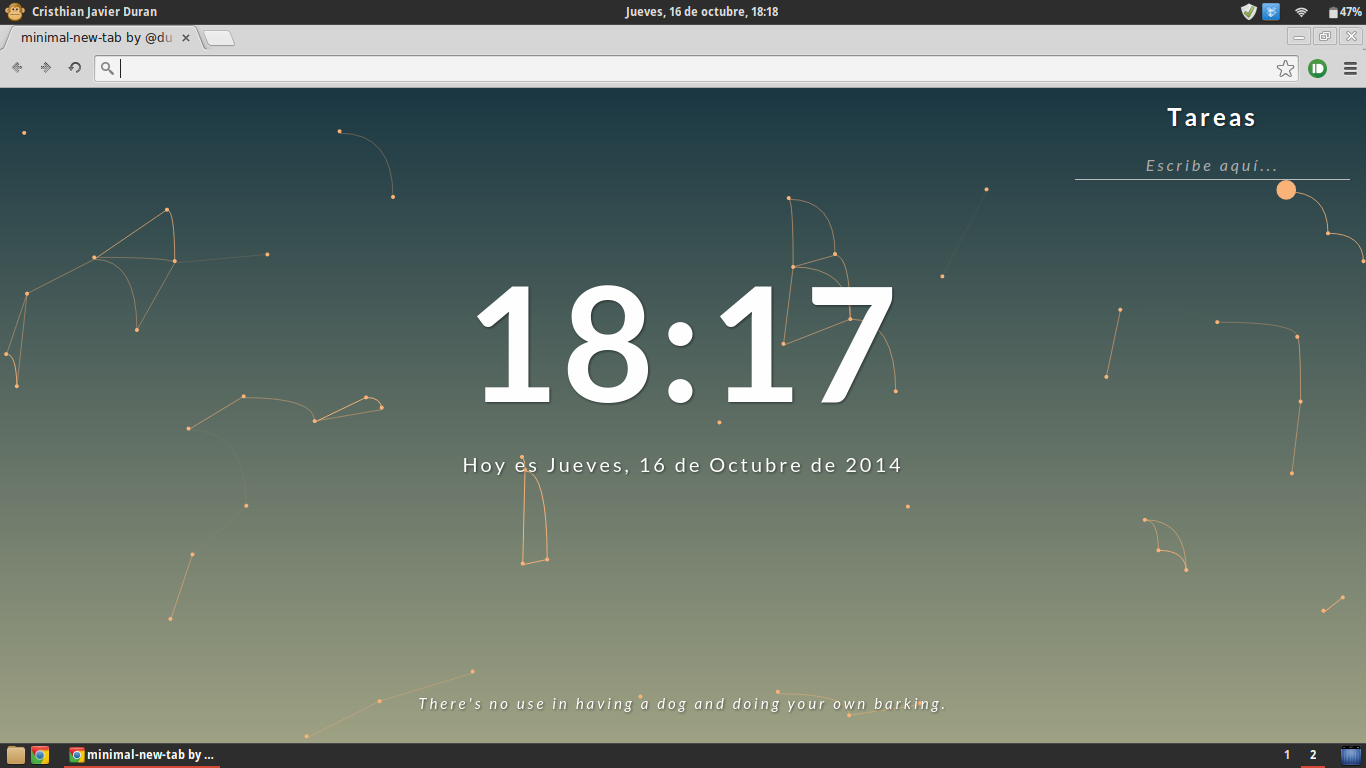 Cristhian Javier Duran
Jueves, 16 de octubre, 18:18
47%
minimal-new-tab by @du
Tareas
Escribe aquí...
18:17
Hoy es Jueves, 16 de Octubre de 2014
There's no use in having a dog and doing your own barking.
minimal-new-tab by ...
1
2